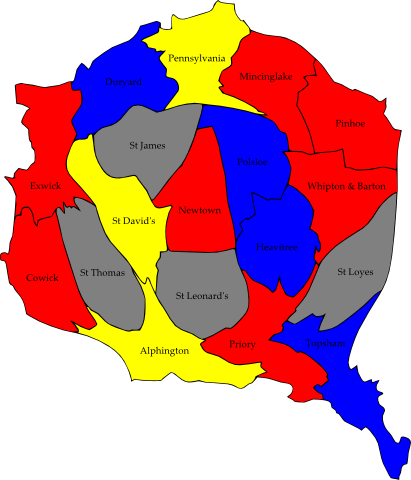 Pennsylvania
Mincinglake
Duryard
Pinhoe
St James
Polsloe
Exwick
Whipton & Barton
Newtown
St David's
Heavitree
Cowick
St Thomas
St Loyes
St Leonard's
Priory
Topsham
Alphington